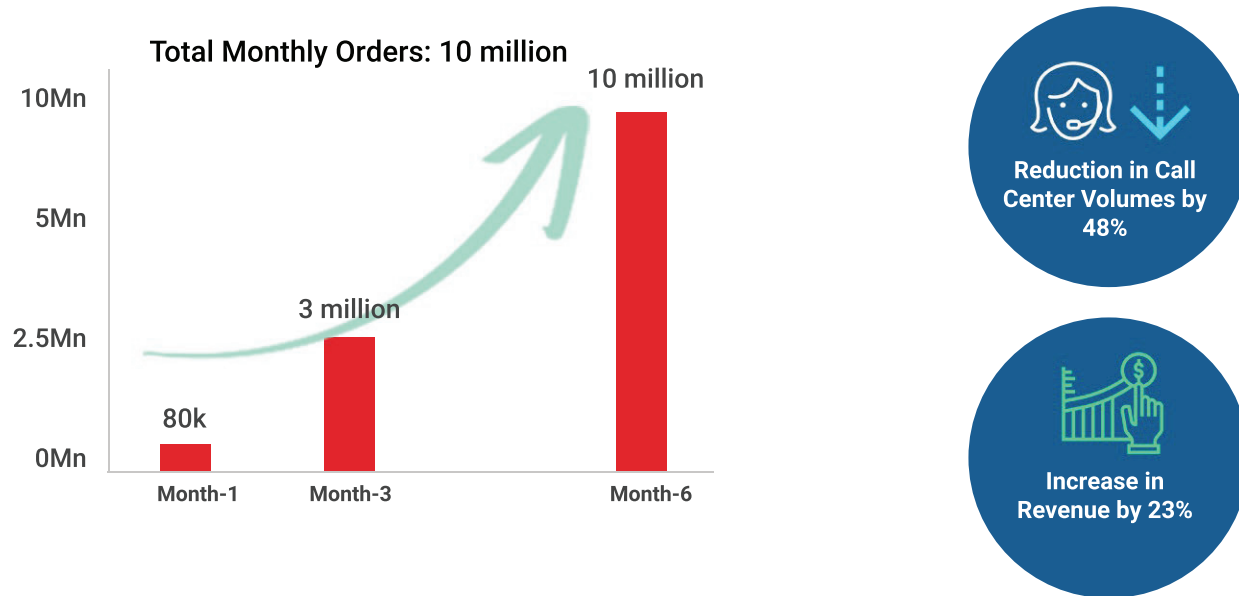 Total Monthly Orders: 10 million
10 million
10Mn
5Mn
3 million
2.5Mn
80k
0Mn
Month-1
Month-3
Month-6
Reduction in Call
Center Volumes by
48%
$
Increase in
Revenue by 23%